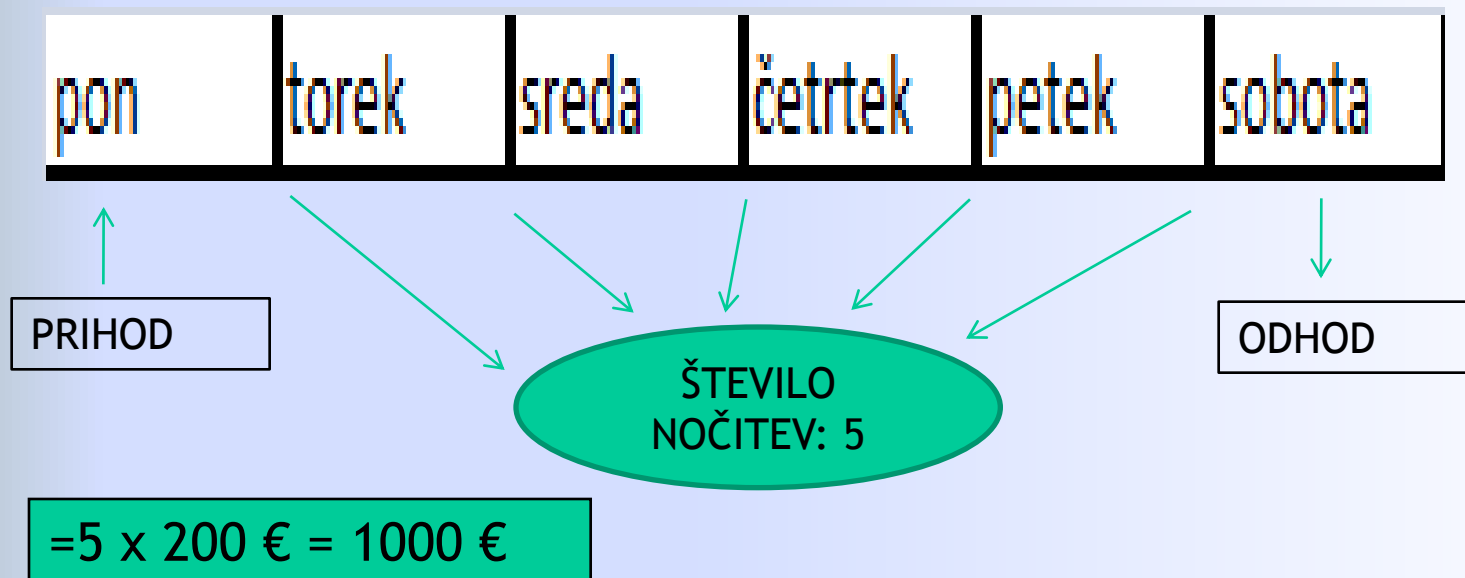 pon torek sreda četrtek petek sobota
PRIHOD
ODHOD
ŠTEVILO
NOČITEV: 5
=5 x 200 € = 1000 €